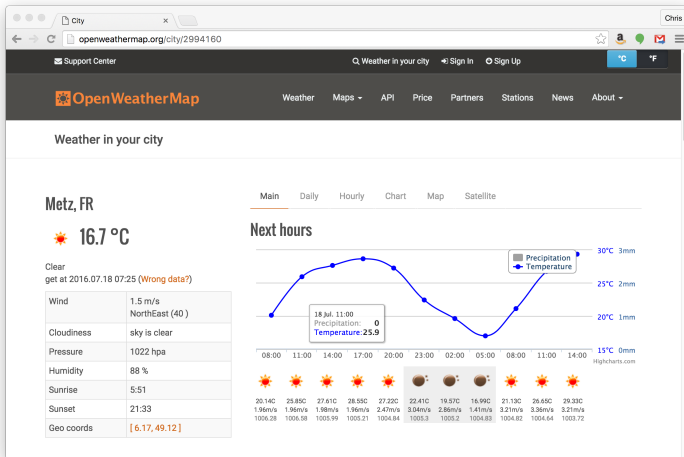 City
Chris
openweathermap.org/city/2994160
Support Center
Weather in your city
Sign In
Sign Up
°C
°F
OpenWeatherMap
Weather
Maps
API
Price
Partners
Stations
News
About
Weather in your city
Metz, FR
16.7 °C
Clear
get at 2016.07.18 07:25 (Wrong data?)
Wind 1.5 m/s
NorthEast (40 )
Cloudiness sky is clear
Pressure 1022 hpa
Humidity 88 %
Sunrise 5:51
Sunset 21:33
Geo coords [ 6.17, 49.12 ]
Main Daily Hourly Chart Map Satellite
Next hours
Precipitation
Temperature
30°C 3mm
25°C 2mm
20°C 1mm
15°C 0mm
18 Jul. 11:00
Precipitation: 0
Temperature: 25.9
08:00 11:00 14:00 17:00 20:00 23:00 02:00 05:00 08:00 11:00 14:00
Highcharts.com
20.14C 25.85C 27.61C 28.55C 27.22C 22.41C 19.57C 16.99C 21.13C 26.65C 29.33C
1.96m/s 1.96m/s 1.98m/s 1.96m/s 2.47m/s 3.04m/s 2.86m/s 1.41m/s 3.21m/s 3.36m/s 3.21m/s
1006.28 1006.58 1005.99 1005.21 1004.84 1005.3 1005.2 1004.83 1004.82 1004.64 1003.72